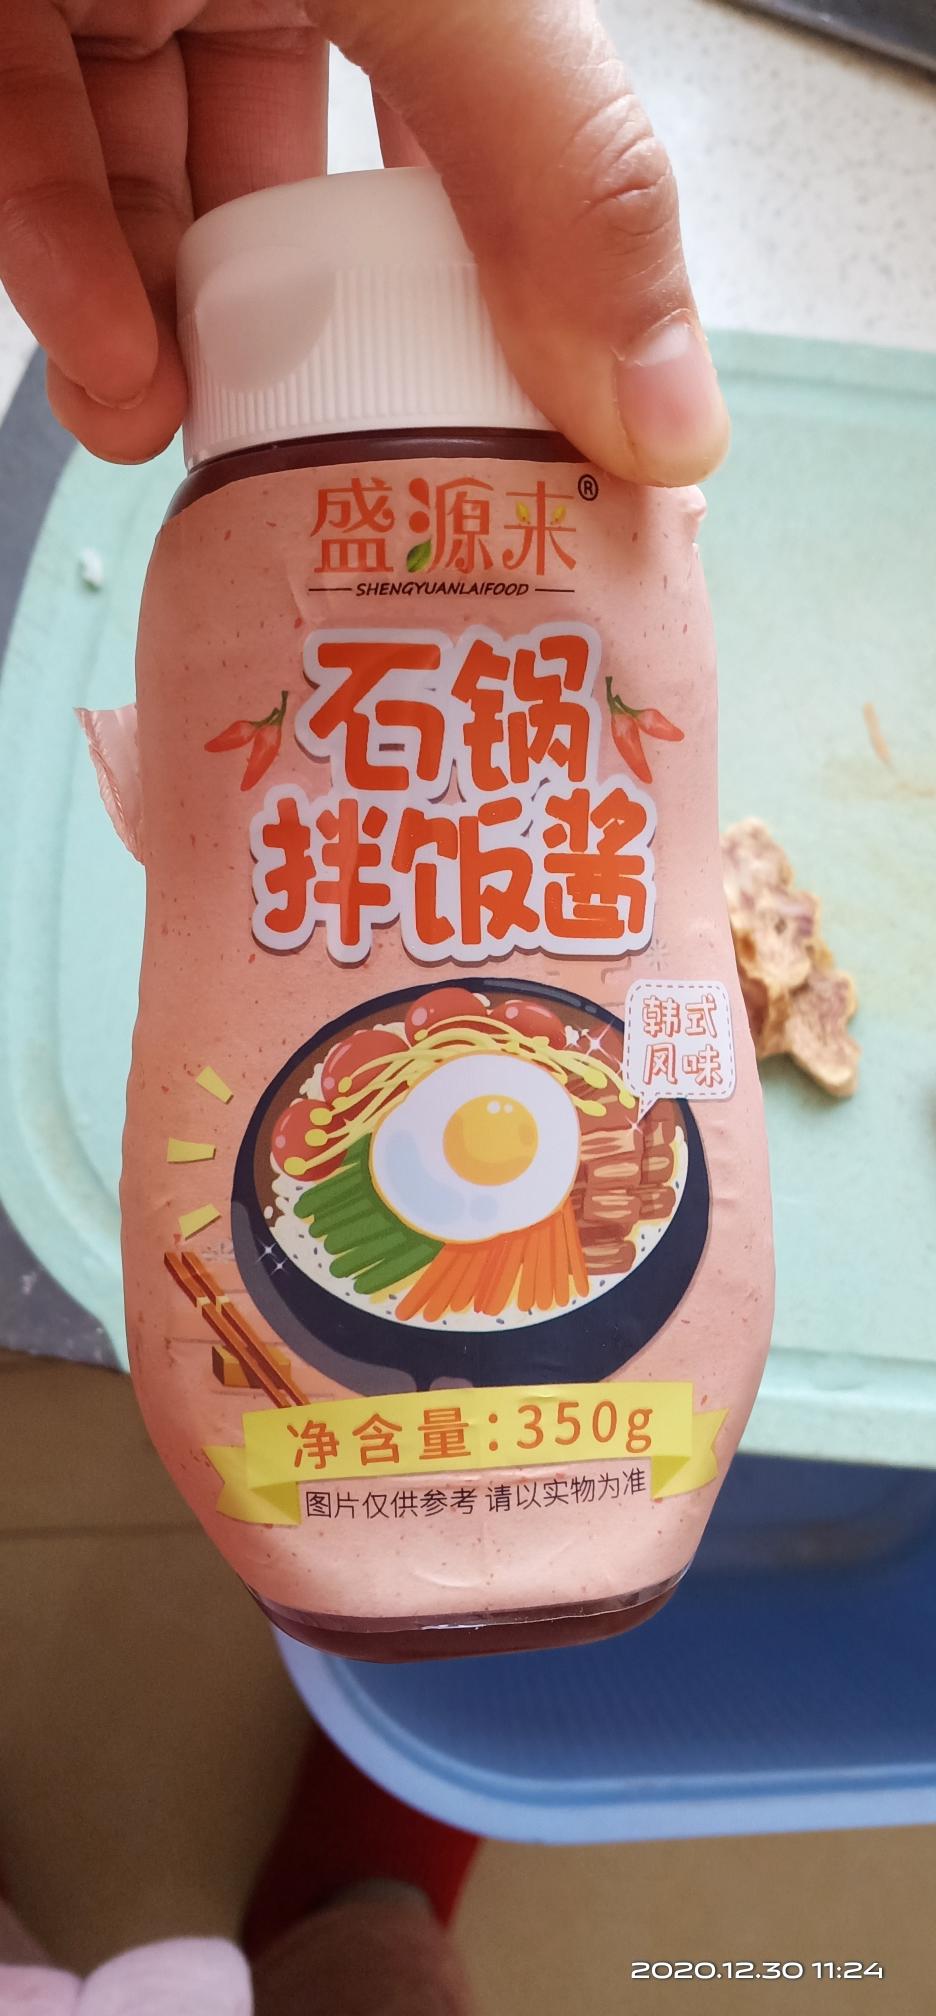 盛源来®
SHENGYUANLAIFOOD
石锅
拌饭酱
韩式
风味
净含量:350g
图片仅供参考 请以实物为准
2020.12.30 11:24